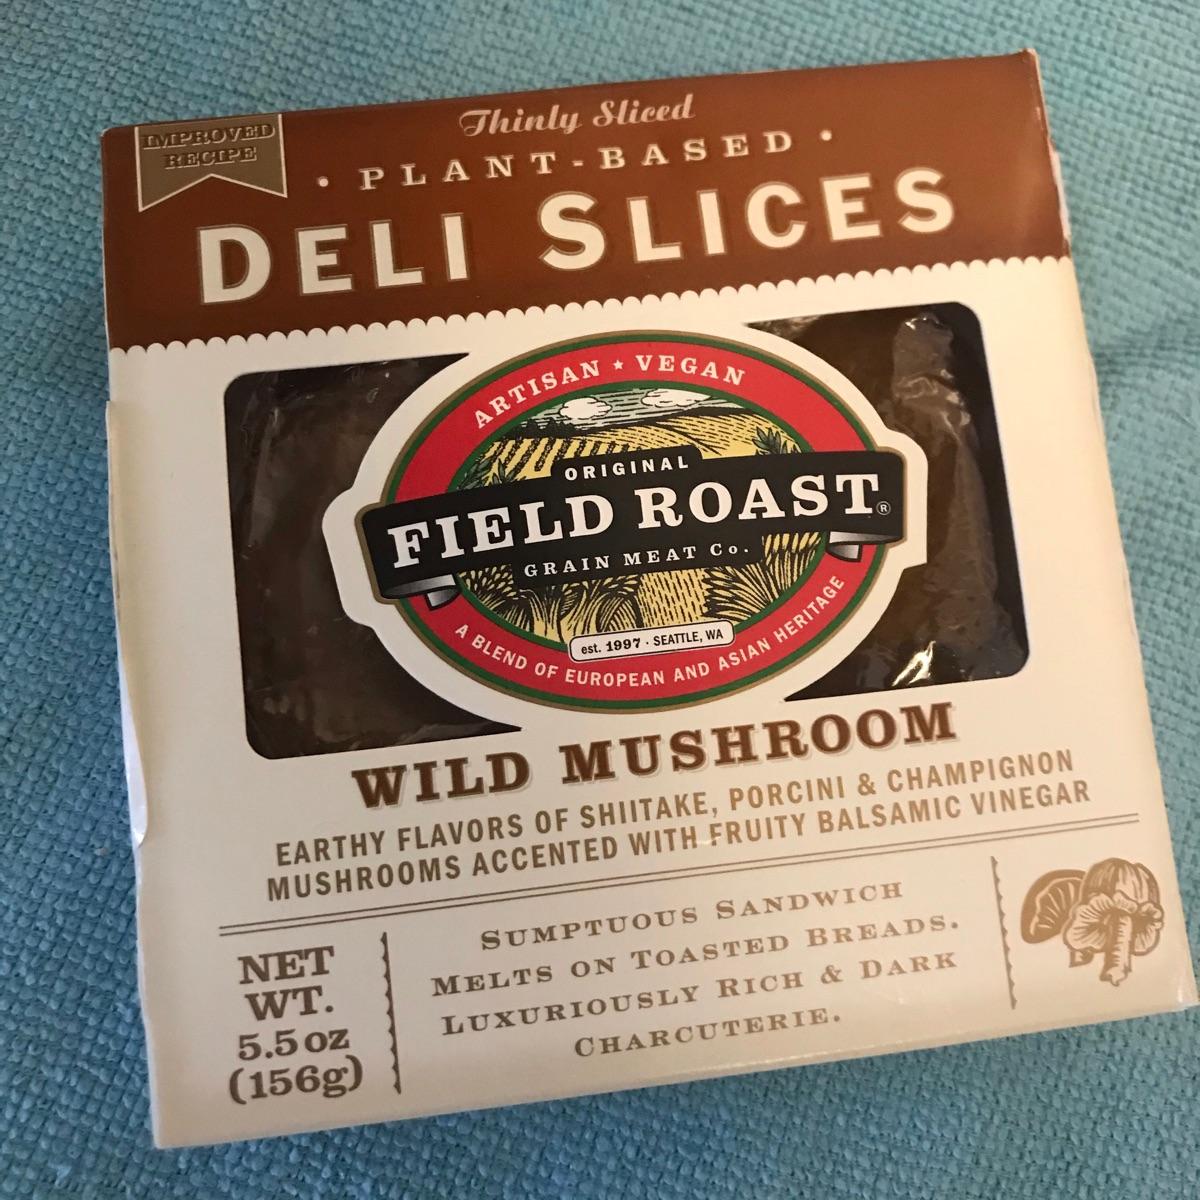 IMPROVED
RECIPE
Thinly Sliced
• PLANT-BASED •
DELI SLICES
ARTISAN ★ VEGAN
ORIGINAL
FIELD ROAST®
GRAIN MEAT Co.
est. 1997 · SEATTLE, WA
A BLEND OF EUROPEAN AND ASIAN HERITAGE
WILD MUSHROOM
EARTHY FLAVORS OF SHIITAKE, PORCINI & CHAMPIGNON
MUSHROOMS ACCENTED WITH FRUITY BALSAMIC VINEGAR
NET
WT.
5.5 oz
(156g)
SUMPTUOUS SANDWICH
MELTS ON TOASTED BREADS.
LUXURIOUSLY RICH & DARK
CHARCUTERIE.